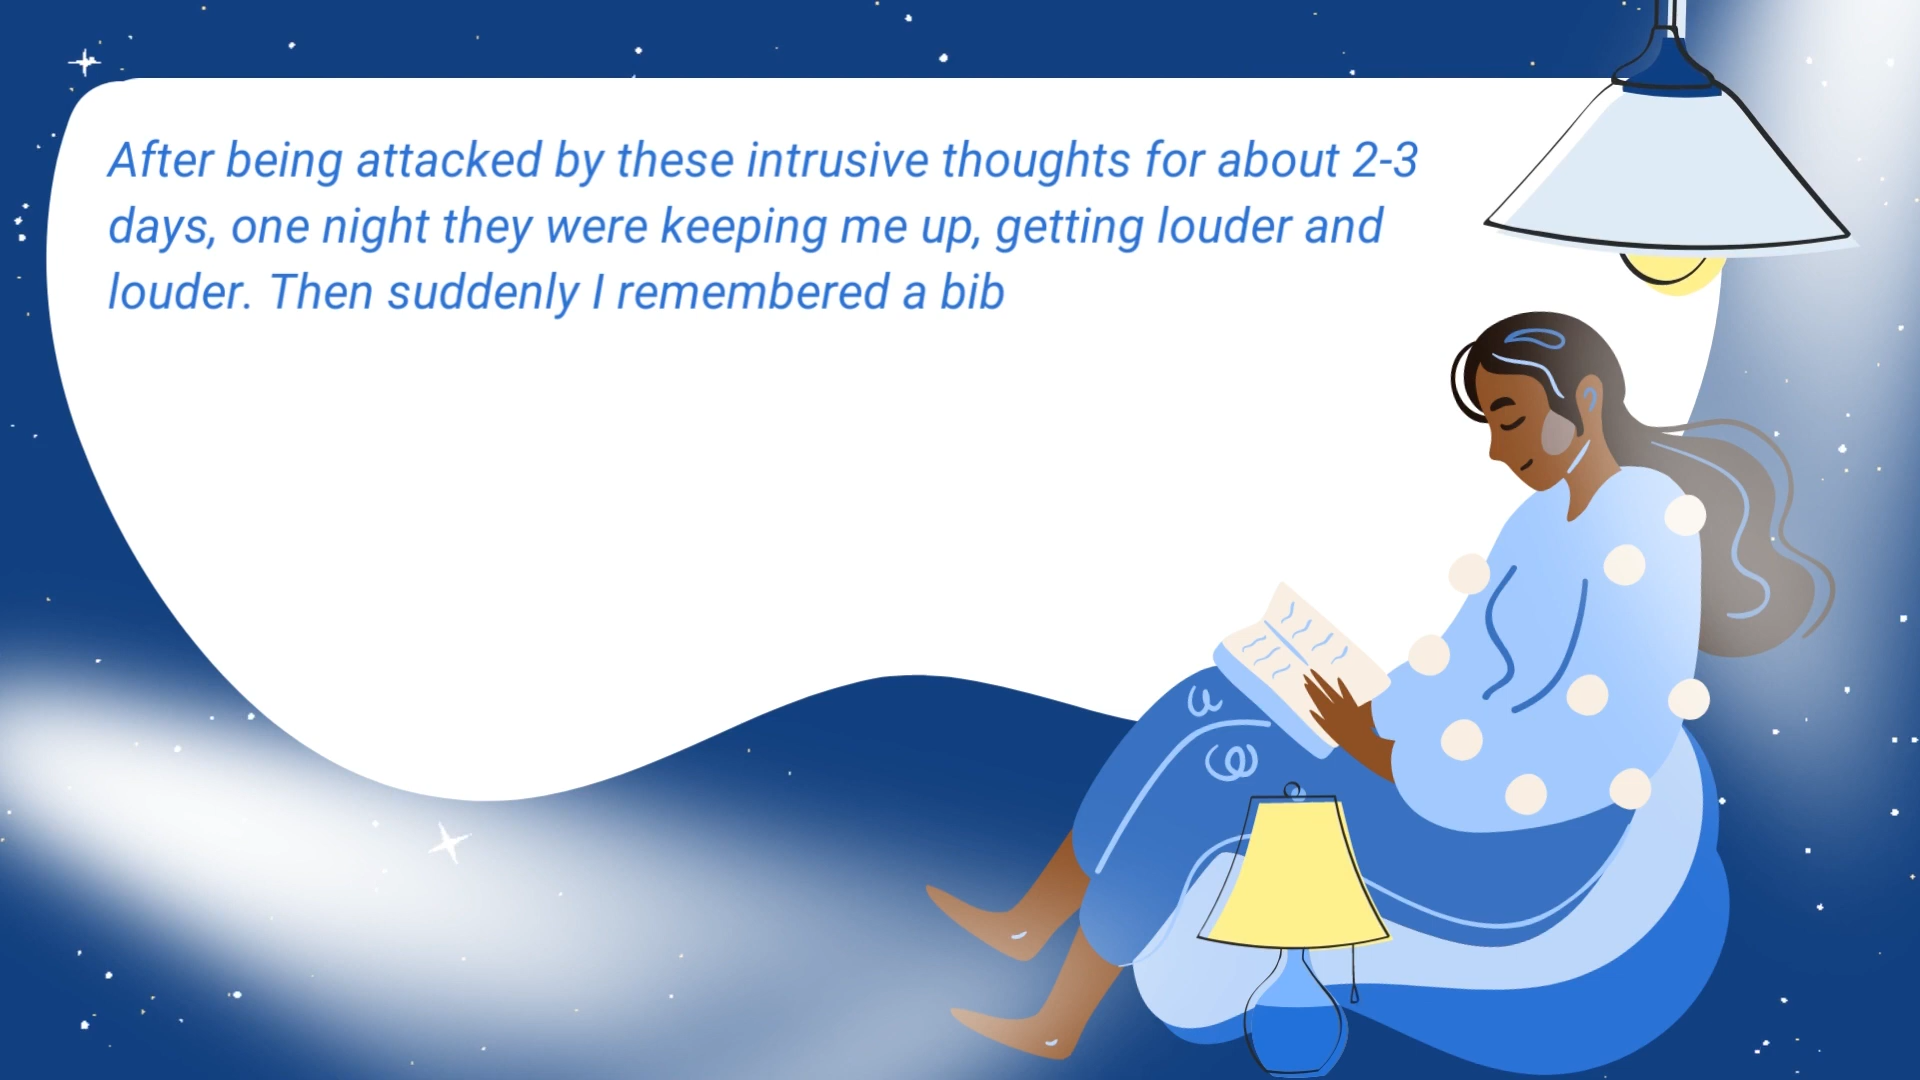 After being attacked by these intrusive thoughts for about 2-3
days, one night they were keeping me up, getting louder and
louder. Then suddenly I remembered a bib